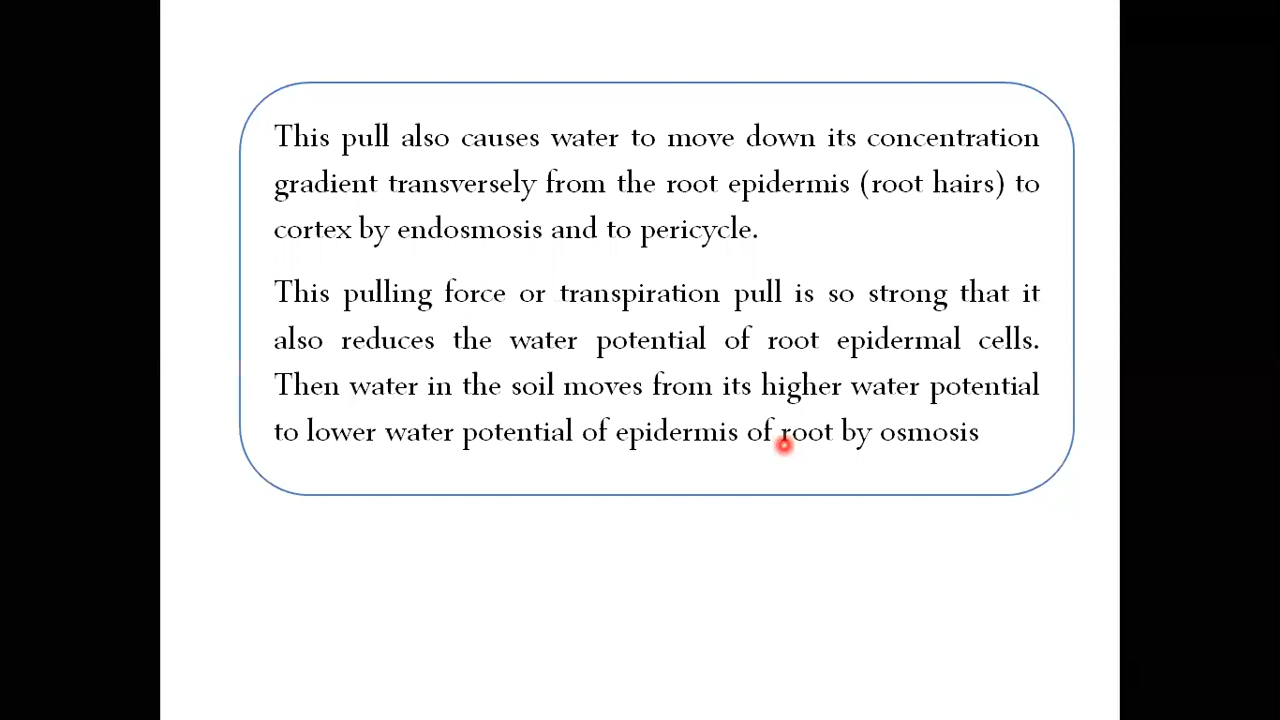 This pull also causes water to move down its concentration
gradient transversely from the root epidermis (root hairs) to
cortex by endosmosis and to pericycle.
This pulling force or transpiration pull is so strong that it
also reduces the water potential of root epidermal cells.
Then water in the soil moves from its higher water potential
to lower water potential of epidermis of root by osmosis